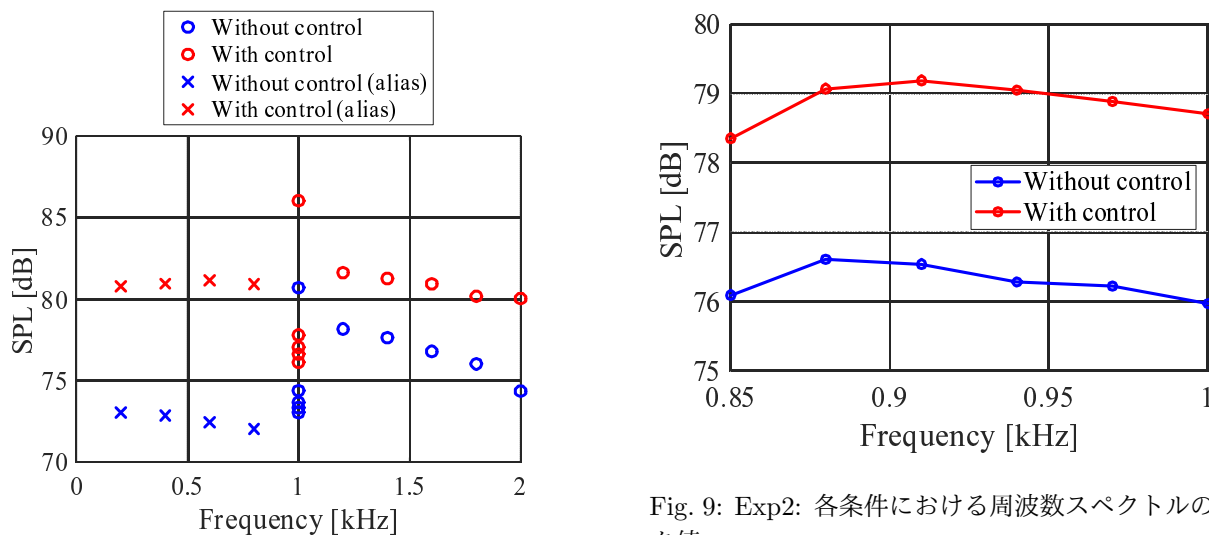 Without control
With control
Without control (alias)
With control (alias)
90
85
80
75
70
SPL [dB]
0
0.5
1
1.5
2
Frequency [kHz]
80
79
78
77
76
75
SPL [dB]
Without control
With control
0.85
0.9
0.95
1
Frequency [kHz]
Fig. 9: Exp2: 各条件における周波数スペクトルの